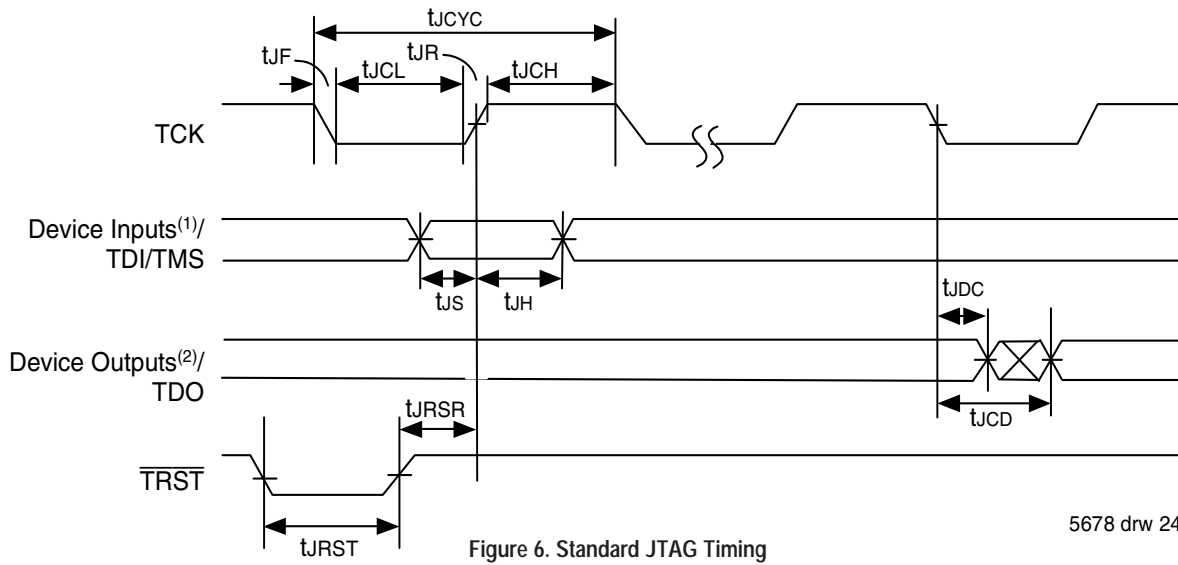 tJCYC
tJF
tJR
tJCL
tJCH
TCK
Device Inputs(1)/
TDI/TMS
tJS
tJH
tJDC
Device Outputs(2)/
TDO
tJRSR
tJCD
TRST
tJRST
5678 drw 24
Figure 6. Standard JTAG Timing